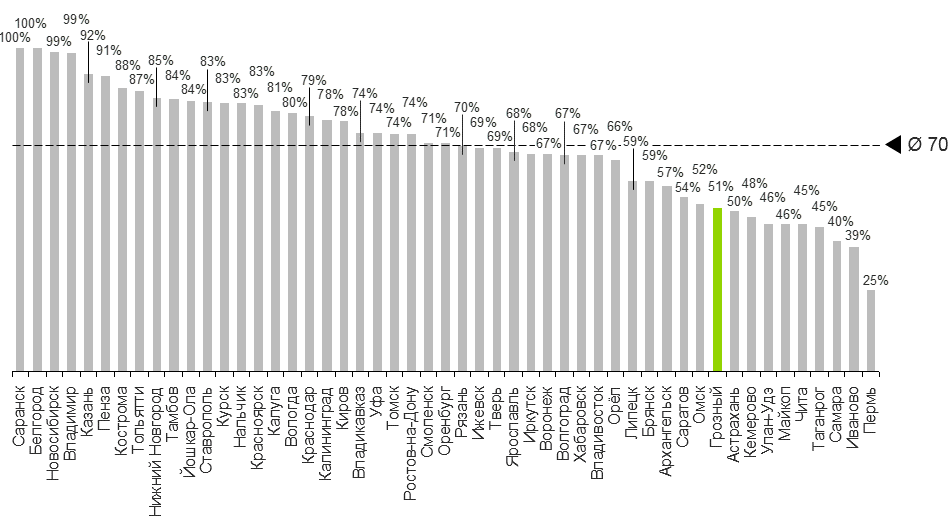 100%
100%
99%
99%
92%
91%
88%
87%
85%
84%
84%
83%
83%
83%
83%
81%
80%
79%
78%
78%
74%
74%
74%
74%
71%
71%
70%
69%
69%
68%
68%
67%
67%
67%
67%
66%
59%
59%
57%
54%
52%
51%
50%
48%
46%
46%
45%
45%
40%
39%
25%
Ø 70
Саранск
Белгород
Новосибирск
Владимир
Казань
Пенза
Кострома
Тольятти
Нижний Новгород
Тамбов
Йошкар-Ола
Ставрополь
Курск
Нальчик
Красноярск
Калуга
Вологда
Краснодар
Калининград
Киров
Владикавказ
Уфа
Томск
Ростов-на-Дону
Смоленск
Оренбург
Рязань
Ижевск
Тверь
Ярославль
Иркутск
Воронеж
Волгоград
Хабаровск
Владивосток
Орёл
Липецк
Брянск
Архангельск
Саратов
Омск
Грозный
Астрахань
Кемерово
Улан-Удэ
Майкоп
Чита
Таганрог
Самара
Иваново
Пермь